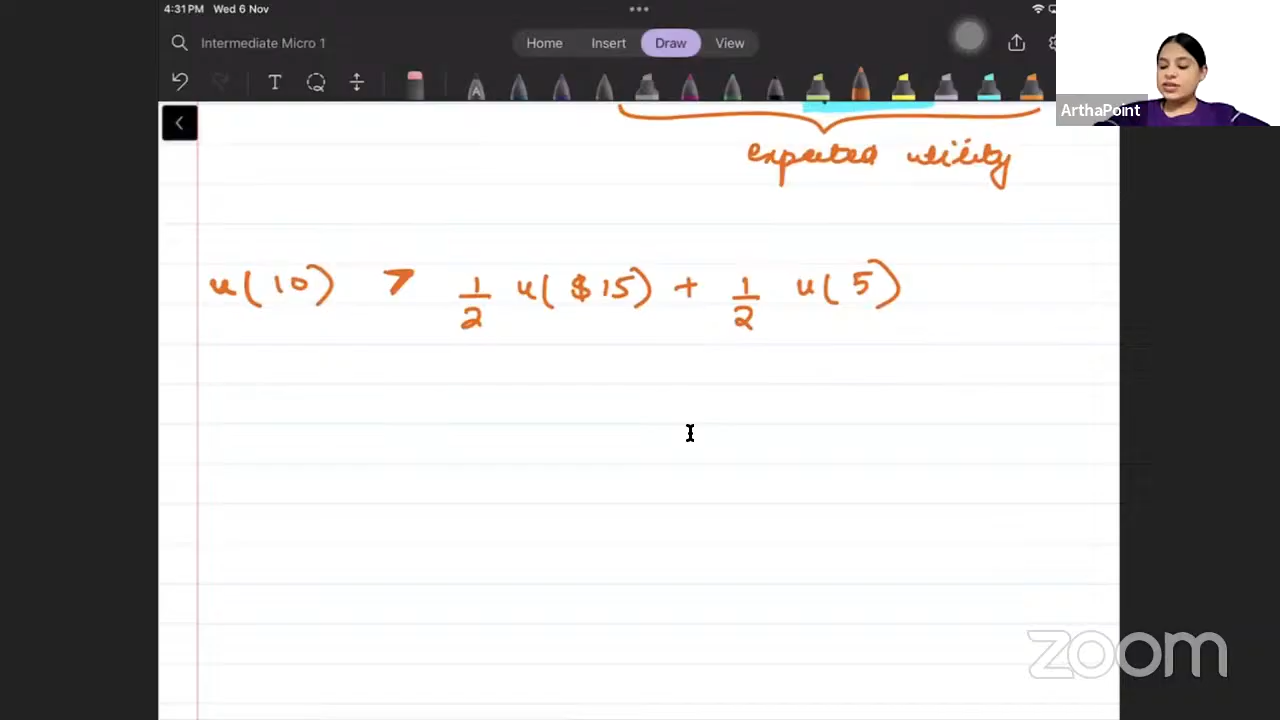 4:31 PM Wed 6 Nov
Intermediate Micro 1
Home Insert Draw View
T
A
ArthaPoint
expected utility
u(10) > 1/2 u($15) + 1/2 u(5)
zoom